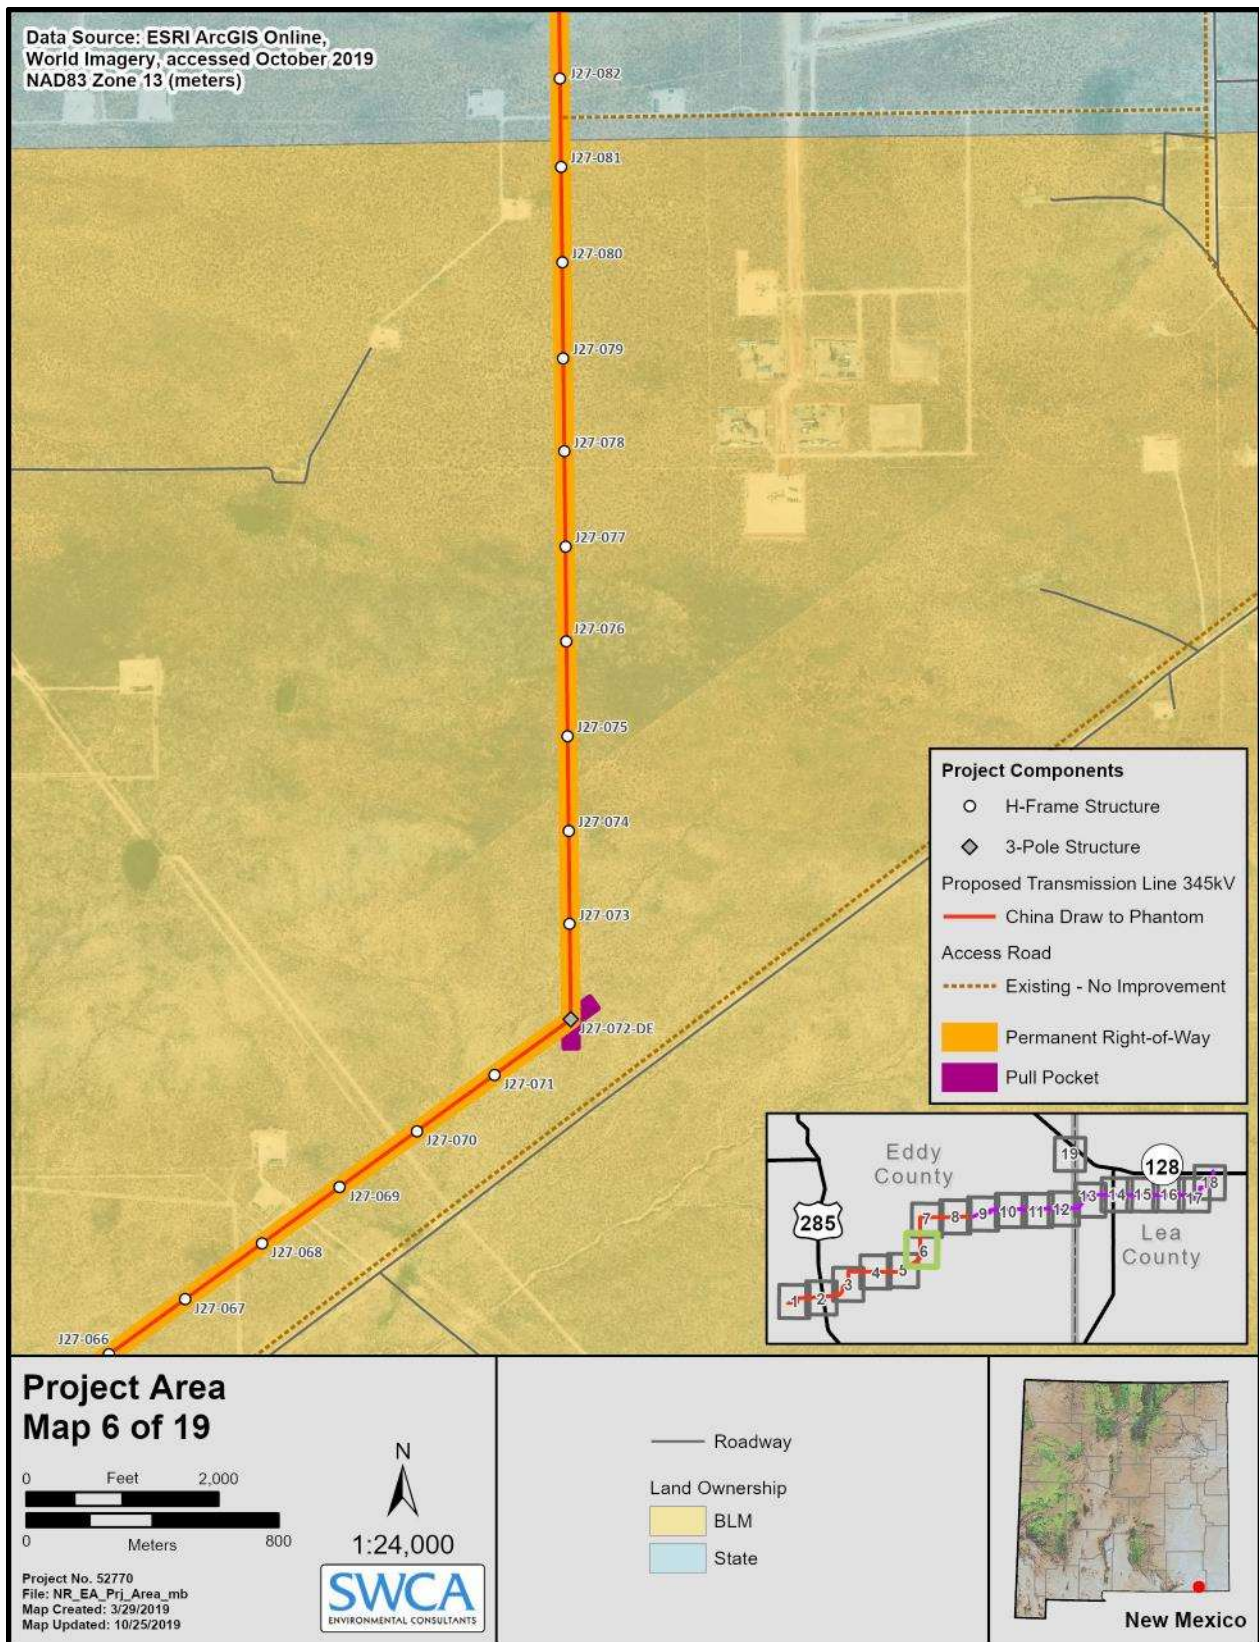 Data Source: ESRI ArcGIS Online,
World Imagery, accessed October 2019
NAD83 Zone 13 (meters)
J27-082
J27-081
J27-080
J27-079
J27-078
J27-077
J27-076
J27-075
J27-074
J27-073
J27-072-DE
J27-071
J27-070
J27-069
J27-068
J27-067
J27-066
Project Components
H-Frame Structure
3-Pole Structure
Proposed Transmission Line 345kV
China Draw to Phantom
Access Road
Existing - No Improvement
Permanent Right-of-Way
Pull Pocket
Eddy
County
285
128
Lea
County
1
2
3
4
5
6
7
8
9
10
11
12
13
14
15
16
17
18
19
Project Area
Map 6 of 19
0 Feet 2,000
0 Meters 800
N
1:24,000
Project No. 52770
File: NR_EA_Prj_Area_mb
Map Created: 3/29/2019
Map Updated: 10/25/2019
SWCA
ENVIRONMENTAL CONSULTANTS
Roadway
Land Ownership
BLM
State
New Mexico